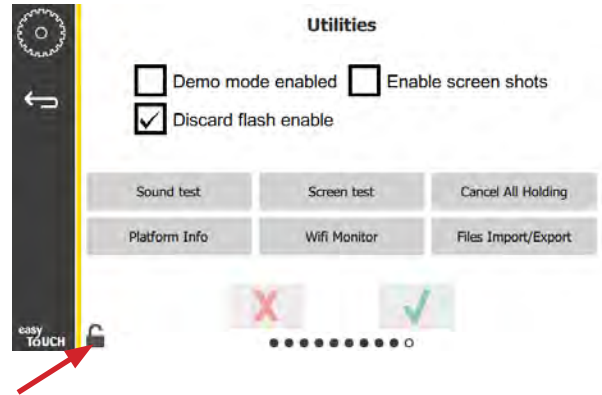 Utilities
Demo mode enabled Enable screen shots
Discard flash enable
Sound test Screen test Cancel All Holding
Platform Info Wifi Monitor Files Import/Export
easy
TOUCH